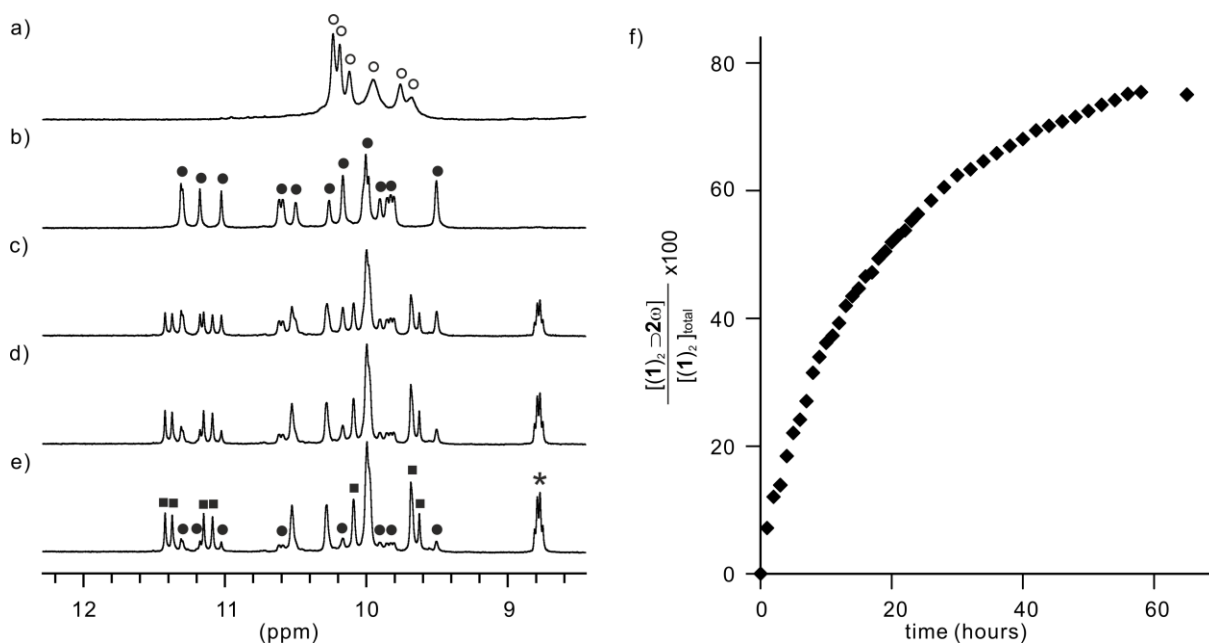 a)
b)
c)
d)
e)
*
12
11
10
9
(ppm)
f)
[(1)₂ ⊃2ω]
[(1)₂ ]total
x100
80
60
40
20
0
0
20
40
60
time (hours)